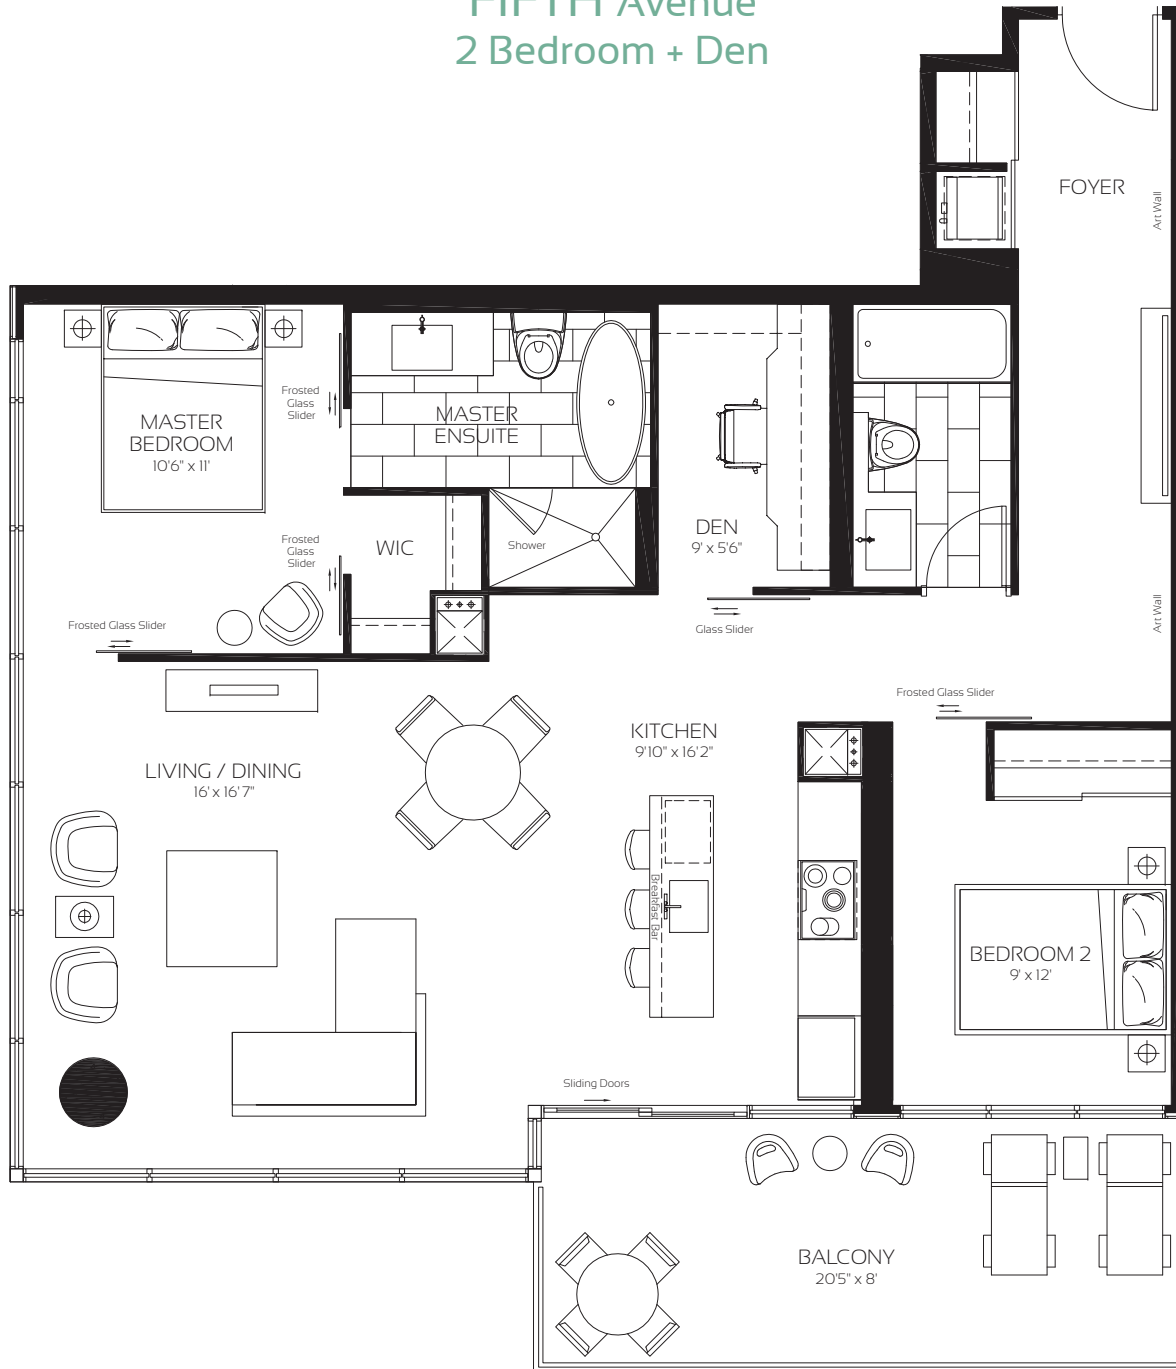 FIFTH Avenue
2 Bedroom + Den
FOYER
Art Wall
Frosted
Glass
Slider
MASTER
BEDROOM
10'6" x 11'
MASTER
ENSUITE
DEN
9' x 5'6"
Frosted
Glass
Slider
WIC
Shower
Frosted Glass Slider
Glass Slider
Art Wall
Frosted Glass Slider
KITCHEN
9'10" x 16'2"
LIVING / DINING
16' x 16'7"
Breakfast Bar
BEDROOM 2
9' x 12'
Sliding Doors
BALCONY
20'5" x 8'